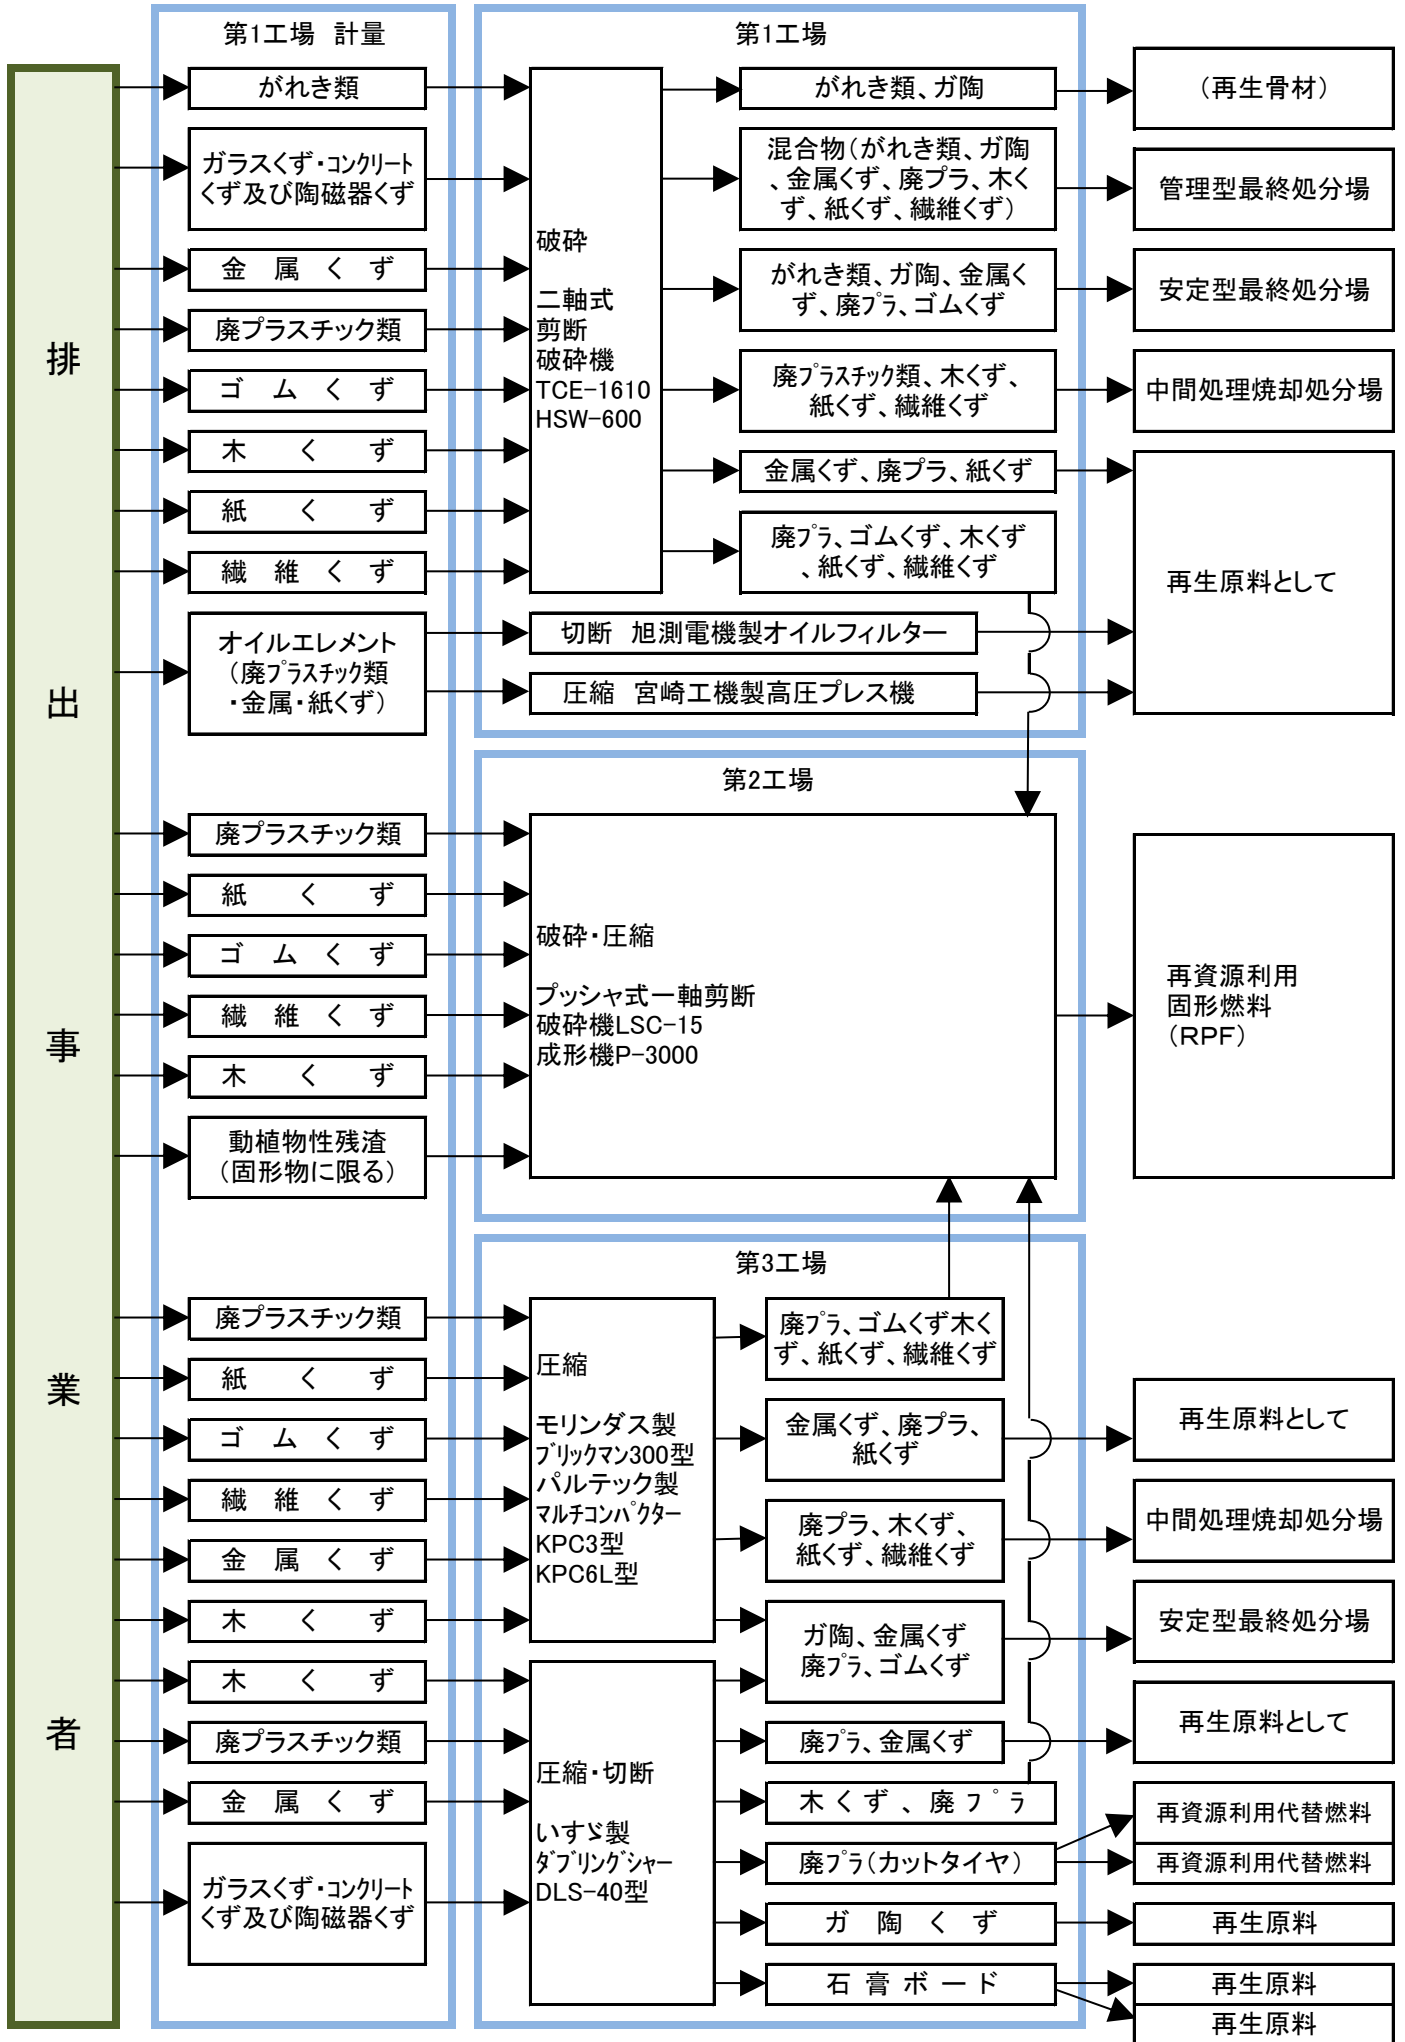 第1工場 計量
第1工場
排出事業者
がれき類
ガラスくず・コンクリート
くず及び陶磁器くず
金属くず
廃プラスチック類
ゴムくず
木くず
紙くず
繊維くず
オイルエレメント
(廃プラスチック類
・金属・紙くず)
破砕
二軸式
剪断
破砕機
TCE-1610
HSW-600
がれき類、ガ陶
混合物(がれき類、ガ陶
、金属くず、廃プラ、木く
ず、紙くず、繊維くず)
がれき類、ガ陶、金属く
ず、廃プラ、ゴムくず
廃プラスチック類、木くず、
紙くず、繊維くず
金属くず、廃プラ、紙くず
廃プラ、ゴムくず、木くず
、紙くず、繊維くず
切断 旭測電機製オイルフィルター
圧縮 宮崎工機製高圧プレス機
(再生骨材)
管理型最終処分場
安定型最終処分場
中間処理焼却処分場
再生原料として
第2工場
廃プラスチック類
紙くず
ゴムくず
繊維くず
木くず
動植物性残渣
(固形物に限る)
破砕・圧縮
プッシャ式一軸剪断
破砕機LSC-15
成形機P-3000
再資源利用
固形燃料
(RPF)
第3工場
廃プラスチック類
紙くず
ゴムくず
繊維くず
金属くず
木くず
木くず
廃プラスチック類
金属くず
ガラスくず・コンクリート
くず及び陶磁器くず
圧縮
モリンダス製
ブリックマン300型
パルテック製
マルチコンパクター
KPC3型
KPC6L型
圧縮・切断
いすゞ製
ダブリングシャー
DLS-40型
廃プラ、ゴムくず木く
ず、紙くず、繊維くず
金属くず、廃プラ、
紙くず
廃プラ、木くず、
紙くず、繊維くず
ガ陶、金属くず
廃プラ、ゴムくず
廃プラ、金属くず
木くず、廃プラ
廃プラ(カットタイヤ)
ガ陶くず
石膏ボード
再生原料として
中間処理焼却処分場
安定型最終処分場
再生原料として
再資源利用代替燃料
再資源利用代替燃料
再生原料
再生原料
再生原料